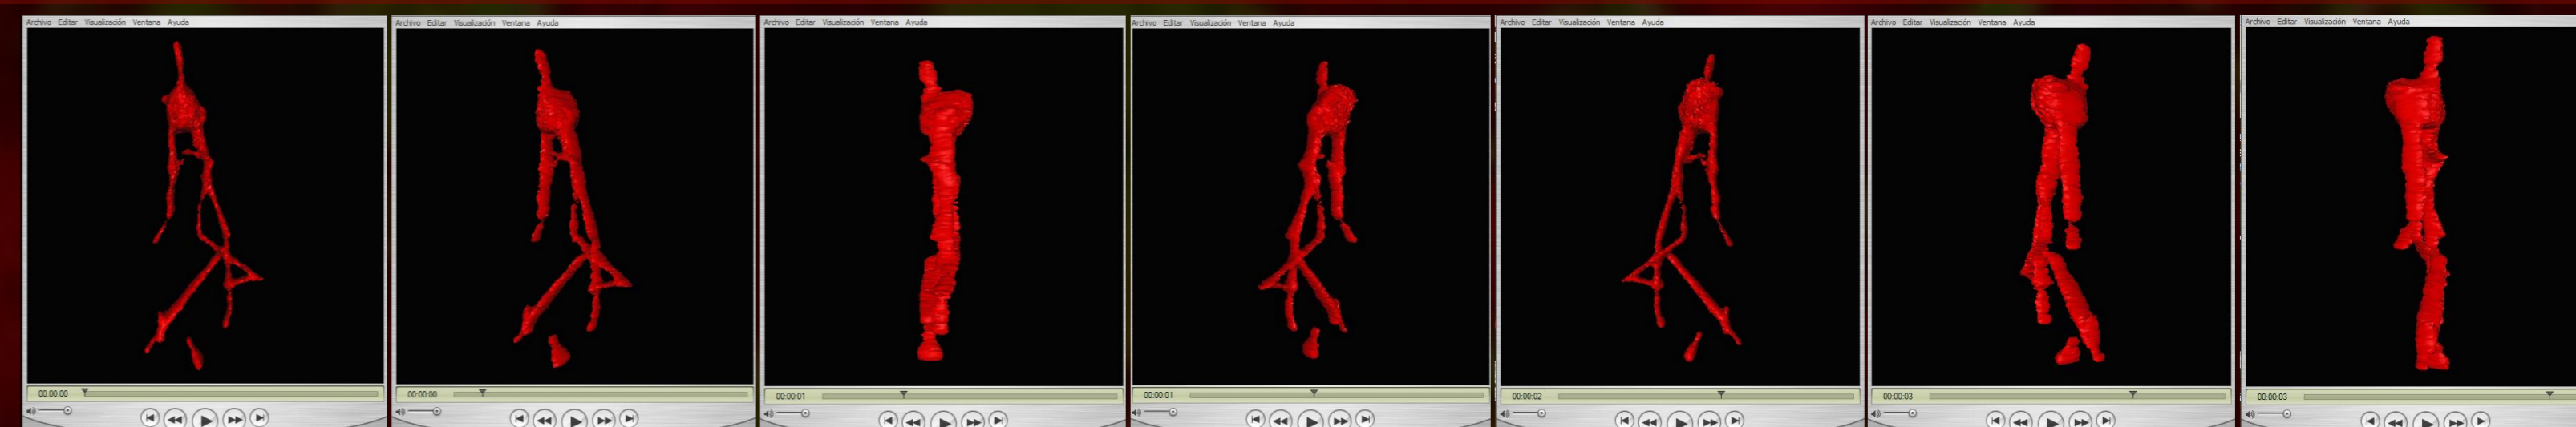 Archivo Editar Visualización Ventana Ayuda
00:00:00
Archivo Editar Visualización Ventana Ayuda
00:00:00
Archivo Editar Visualización Ventana Ayuda
00:00:01
Archivo Editar Visualización Ventana Ayuda
00:00:01
Archivo Editar Visualización Ventana Ayuda
00:00:02
Archivo Editar Visualización Ventana Ayuda
00:00:03
Archivo Editar Visualización Ventana Ayuda
00:00:03